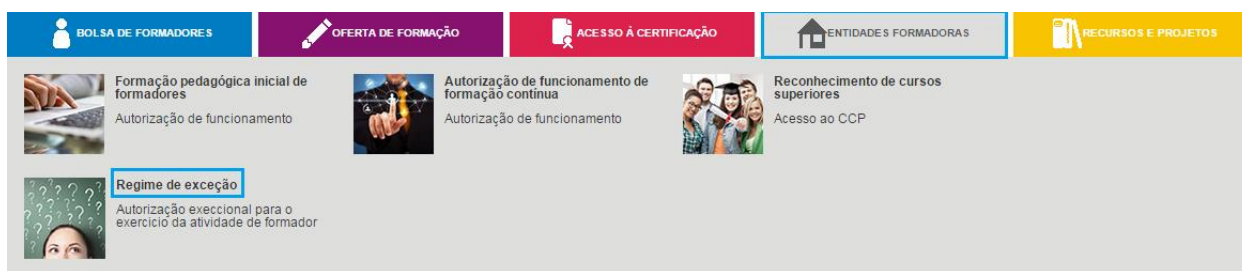 BOLSA DE FORMADORES
OFERTA DE FORMAÇÃO
ACESSO À CERTIFICAÇÃO
ENTIDADES FORMADORAS
RECURSOS E PROJETOS
Formação pedagógica inicial de
formadores
Autorização de funcionamento
Autorização de funcionamento de
formação contínua
Autorização de funcionamento
Reconhecimento de cursos
superiores
Acesso ao CCP
Regime de exceção
Autorização execcional para o
exercicio da atividade de formador